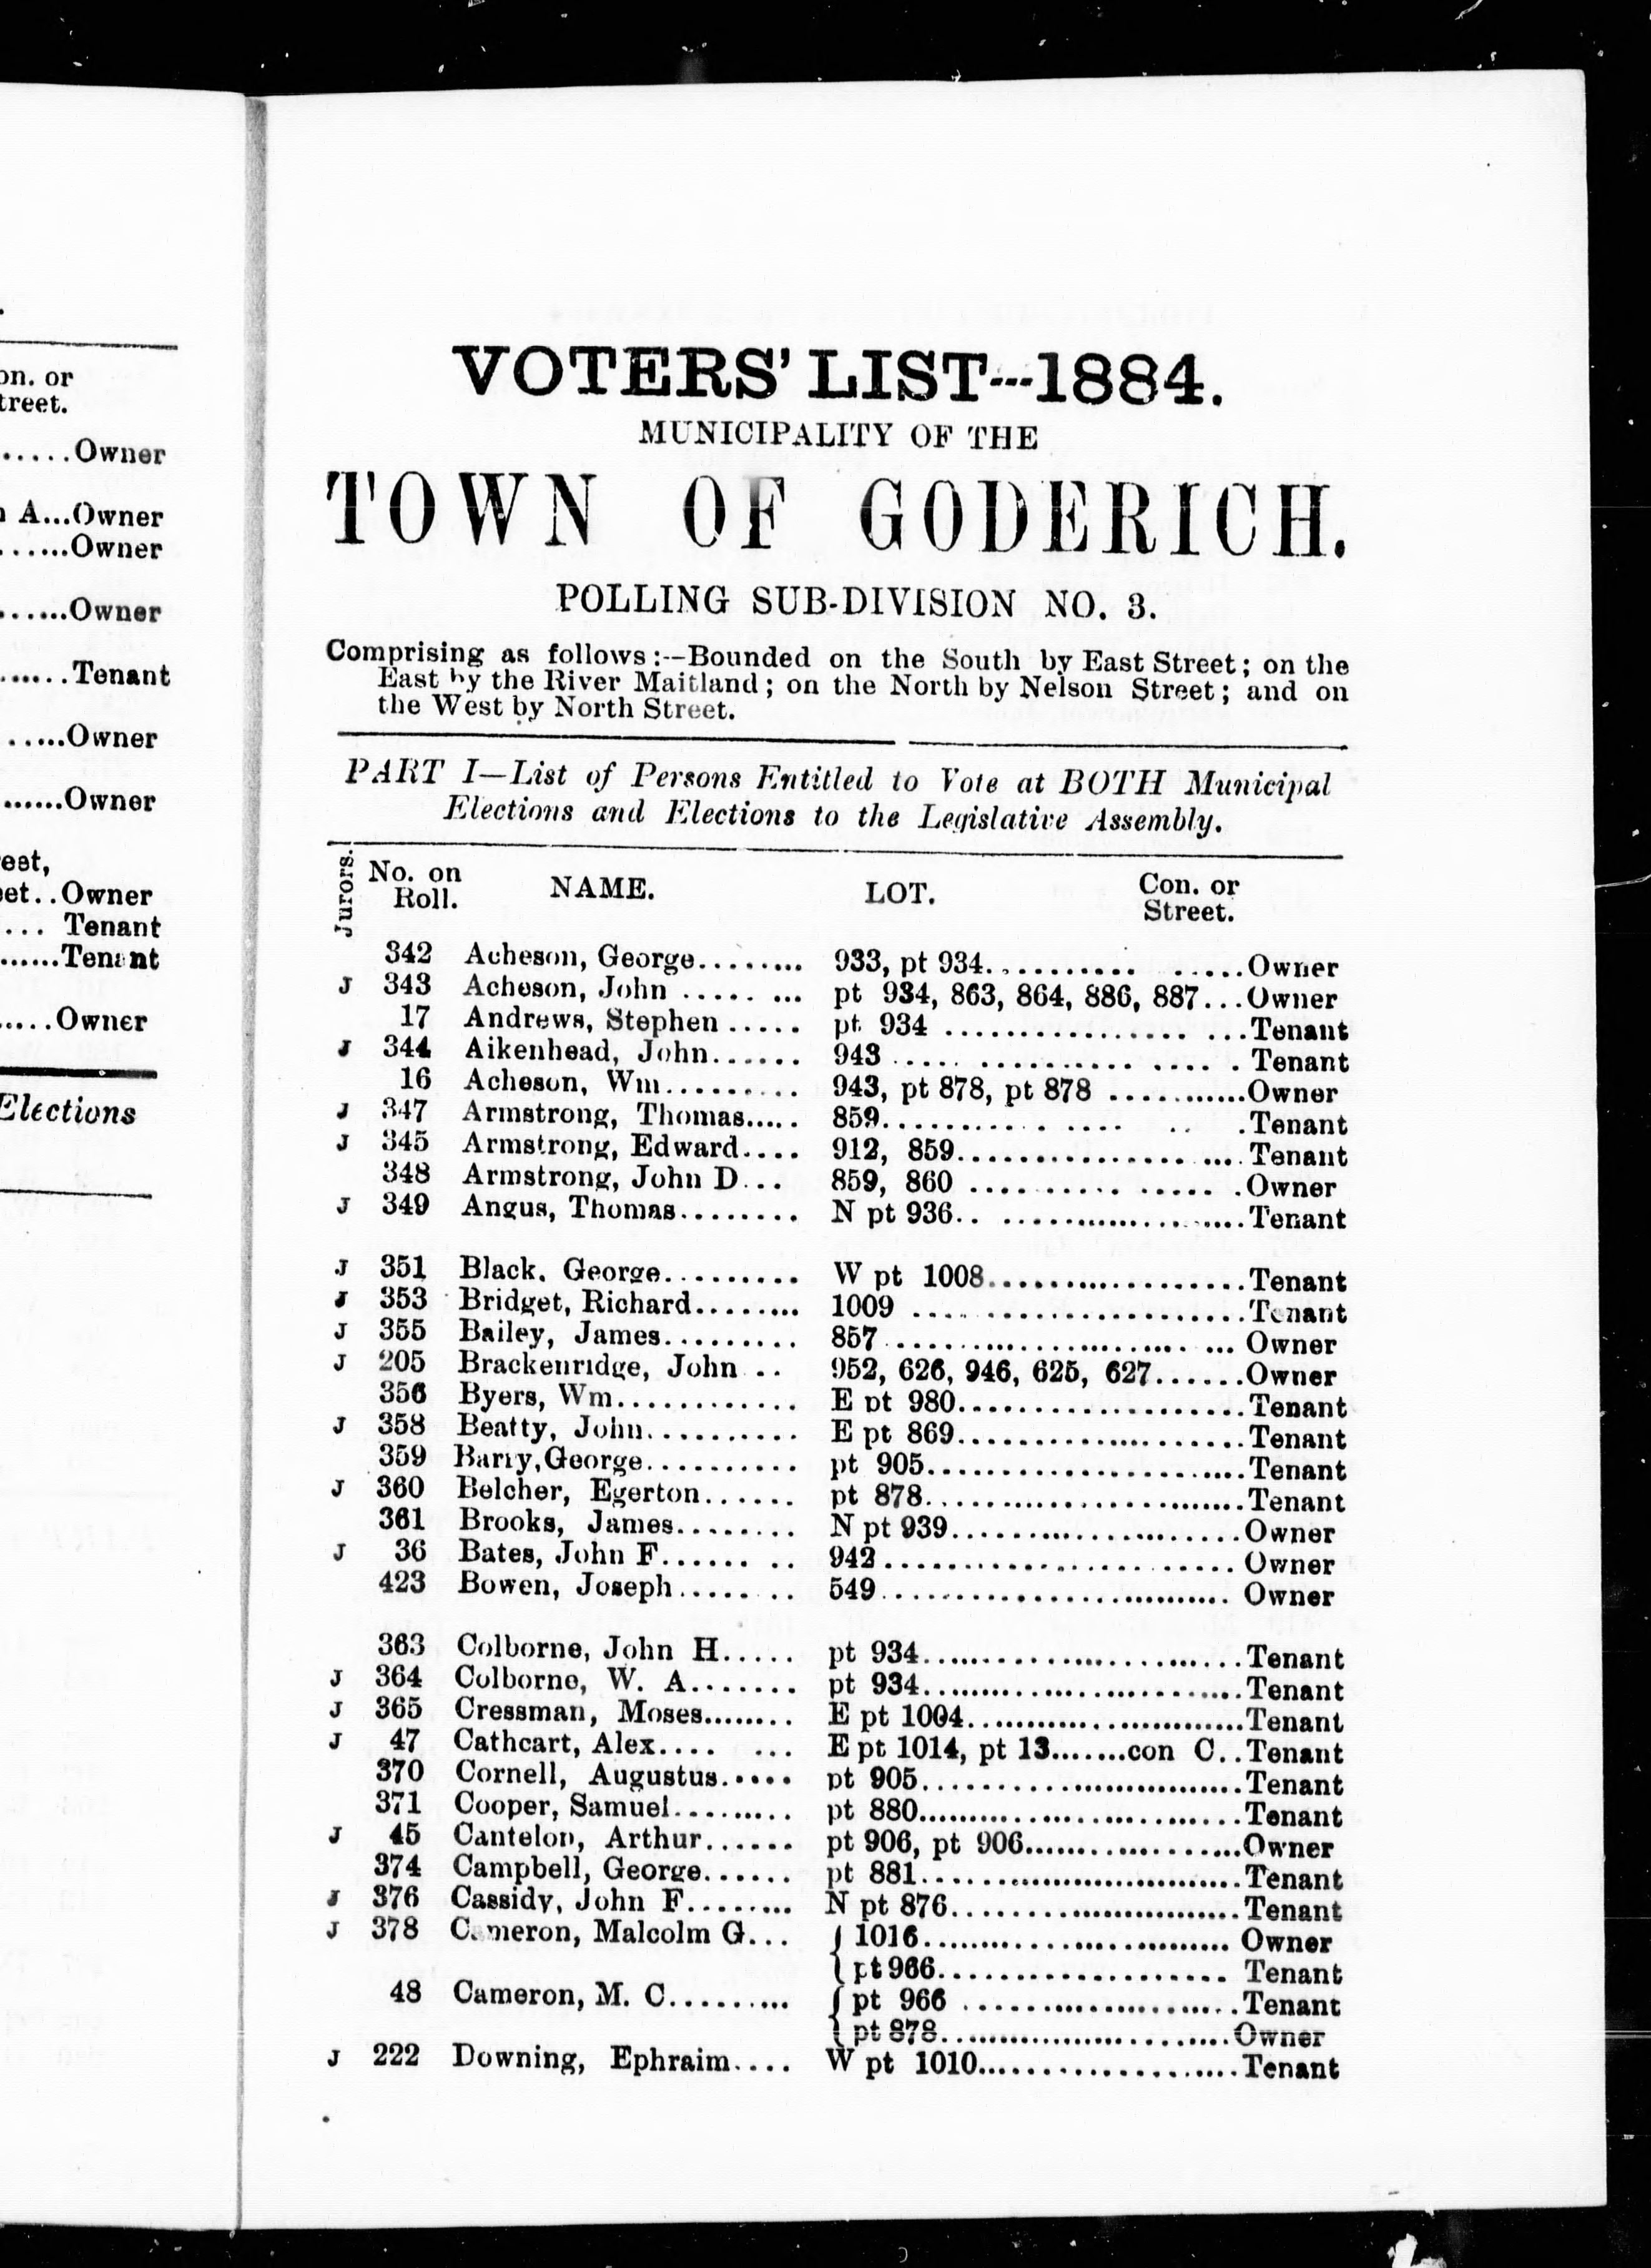 on. or
treet.
.....Owner
A...Owner
......Owner
......Owner
......Tenant
.....Owner
......Owner
eet,
et..Owner
... Tenant
......Tenant
.....Owner
Elections
VOTERS' LIST---1884.
MUNICIPALITY OF THE
TOWN OF GODERICH.
POLLING SUB-DIVISION NO. 3.
Comprising as follows:--Bounded on the South by East Street; on the
East by the River Maitland; on the North by Nelson Street; and on
the West by North Street.
PART I—List of Persons Entitled to Vote at BOTH Municipal
Elections and Elections to the Legislative Assembly.
Jurors. No. on Roll. NAME. LOT. Con. or Street.
342 Acheson, George......... 933, pt 934............ .....Owner
J 343 Acheson, John ..... ... pt 934, 863, 864, 886, 887...Owner
17 Andrews, Stephen ..... pt 934 .................. ...Tenant
J 344 Aikenhead, John...... 943 ..... ............ .... . Tenant
16 Acheson, Wm.......... 943, pt 878, pt 878 ...........Owner
J 347 Armstrong, Thomas..... 859............ .... .. .Tenant
J 345 Armstrong, Edward.... 912, 859................ ....Tenant
348 Armstrong, John D... 859, 860 ........... ..... .Owner
J 349 Angus, Thomas........ N pt 936.. .................Tenant
J 351 Black. George.......... W pt 1008...................Tenant
J 353 Bridget, Richard........ 1009 .........................Tenant
J 355 Bailey, James.......... 857........................ ... Owner
J 205 Brackenridge, John .. 952, 626, 946, 625, 627......Owner
356 Byers, Wm............. E pt 980.....................Tenant
J 358 Beatty, John........... E pt 869.....................Tenant
359 Barry,George........... pt 905.......................Tenant
J 360 Belcher, Egerton...... pt 878.......................Tenant
361 Brooks, James........ N pt 939.....................Owner
J 36 Bates, John F...... .. 942.......................... Owner
423 Bowen, Joseph........ 549.......................... Owner
363 Colborne, John H..... pt 934.......................Tenant
J 364 Colborne, W. A....... pt 934.......................Tenant
J 365 Cressman, Moses........ E pt 1004....................Tenant
J 47 Cathcart, Alex.... ... E pt 1014, pt 13.......con C..Tenant
370 Cornell, Augustus..... pt 905.......................Tenant
371 Cooper, Samuel......... pt 880.......................Tenant
J 45 Cantelon, Arthur...... pt 906, pt 906................Owner
374 Campbell, George...... pt 881.......................Tenant
J 376 Cassidy, John F........ N pt 876.....................Tenant
J 378 Cameron, Malcolm G... { 1016....................... Owner
pt 966...................... Tenant
48 Cameron, M. C.......... { pt 966 .....................Tenant
pt 878......................Owner
J 222 Downing, Ephraim.... W pt 1010...................Tenant